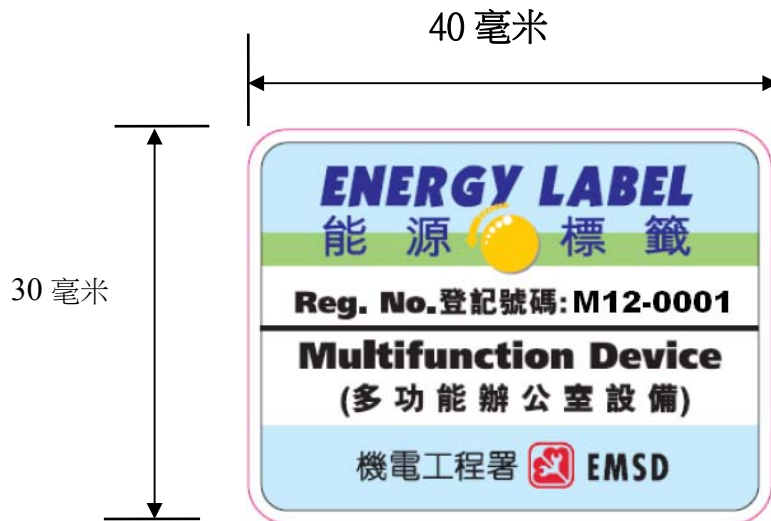 40 毫米
30 毫米
ENERGY LABEL
能 源 標 籤
Reg. No.登記號碼: M12-0001
Multifunction Device
(多 功 能 辦 公 室 設 備)
機電工程署 EMSD